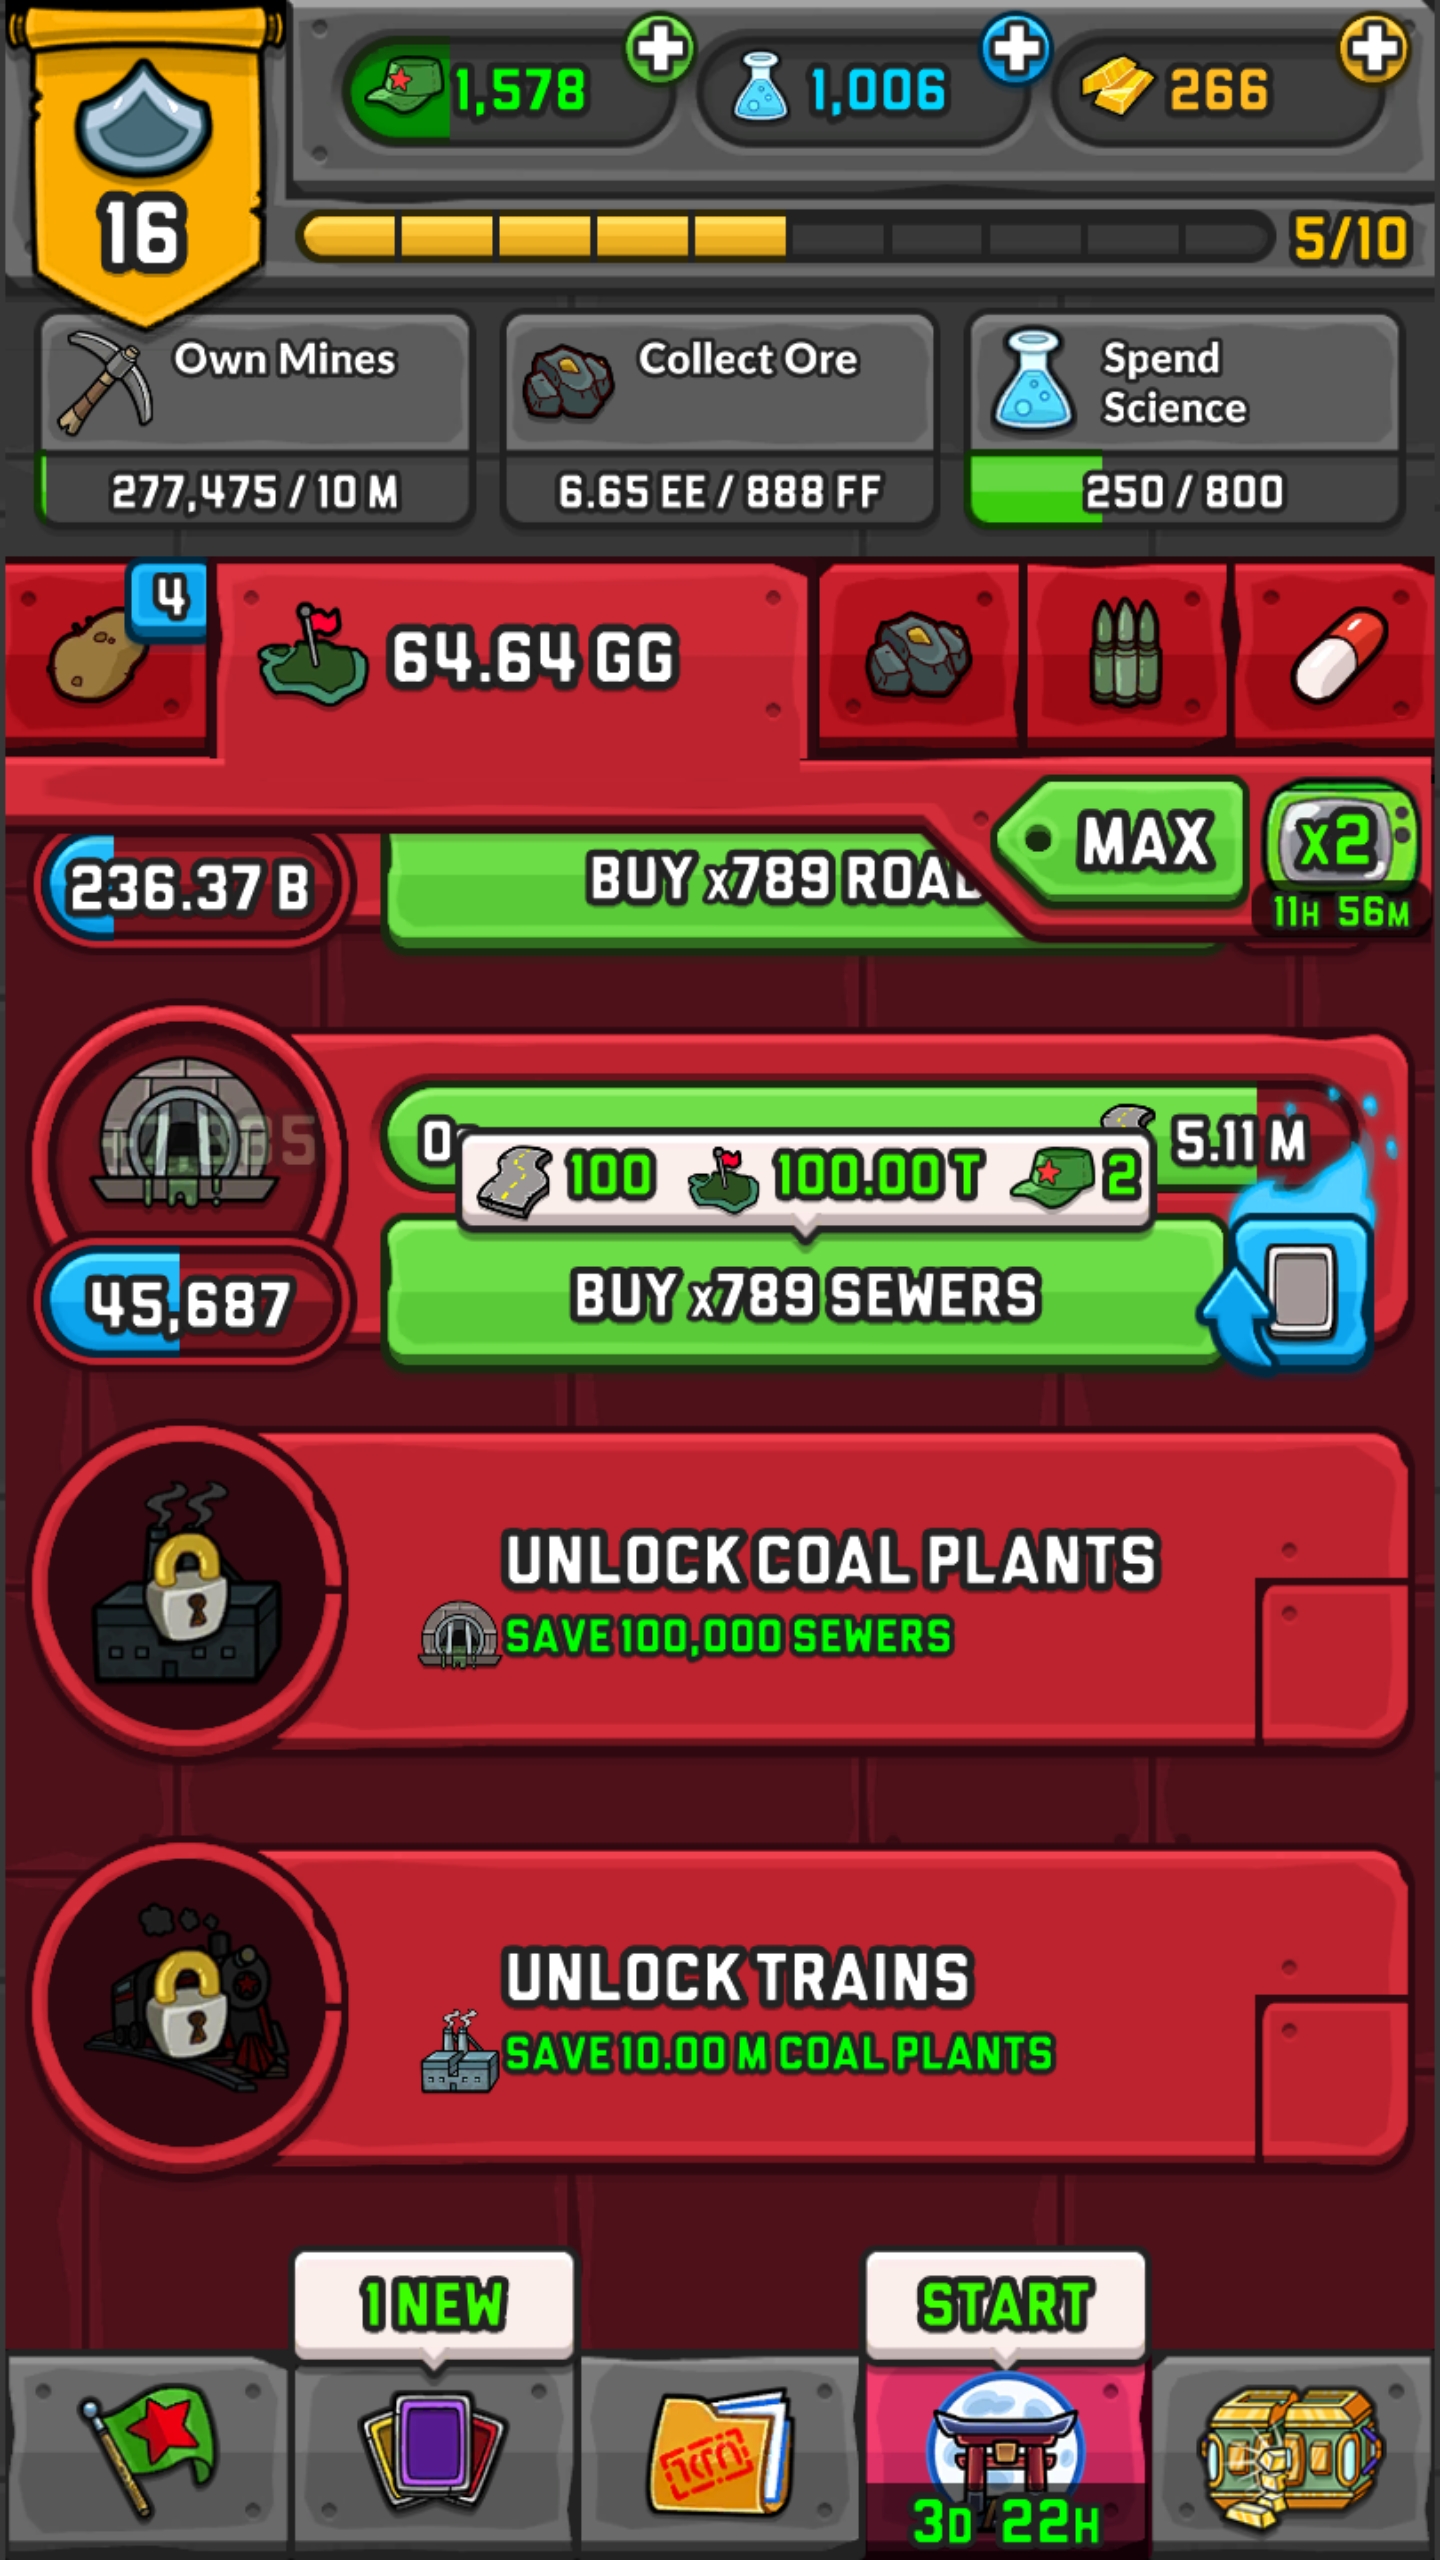 1,578
1,006
266
16
5/10
Own Mines
Collect Ore
Spend
Science
277,475 / 10 M
6.65 EE / 888 FF
250 / 800
4
64.64 GG
MAX
x2
11H 56M
236.37 B
BUY x789 ROAD
0
5.11 M
100
100.00 T
2
45,687
BUY x789 SEWERS
UNLOCK COAL PLANTS
SAVE 100,000 SEWERS
UNLOCK TRAINS
SAVE 10.00 M COAL PLANTS
1 NEW
START
3D 22H